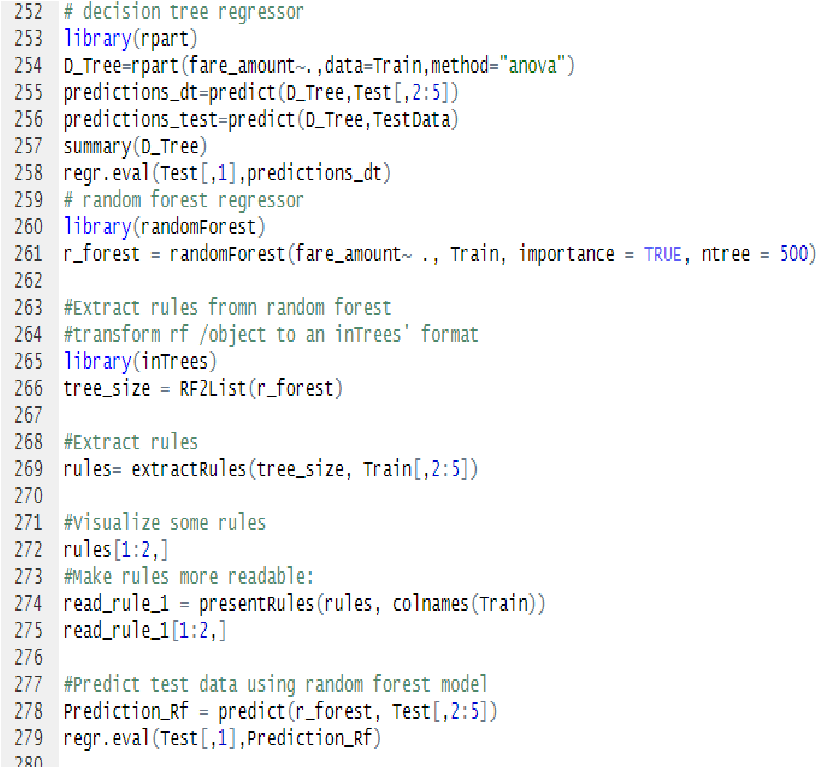 252 # decision tree regressor
253 library(rpart)
254 D_Tree=rpart(fare_amount~.,data=Train,method="anova")
255 predictions_dt=predict(D_Tree,Test[,2:5])
256 predictions_test=predict(D_Tree,TestData)
257 summary(D_Tree)
258 regr.eval(Test[,1],predictions_dt)
259 # random forest regressor
260 library(randomForest)
261 r_forest = randomForest(fare_amount~ ., Train, importance = TRUE, ntree = 500)
262
263 #Extract rules fromn random forest
264 #transform rf /object to an inTrees' format
265 library(inTrees)
266 tree_size = RF2List(r_forest)
267
268 #Extract rules
269 rules= extractRules(tree_size, Train[,2:5])
270
271 #Visualize some rules
272 rules[1:2,]
273 #Make rules more readable:
274 read_rule_1 = presentRules(rules, colnames(Train))
275 read_rule_1[1:2,]
276
277 #Predict test data using random forest model
278 Prediction_Rf = predict(r_forest, Test[,2:5])
279 regr.eval(Test[,1],Prediction_Rf)
280